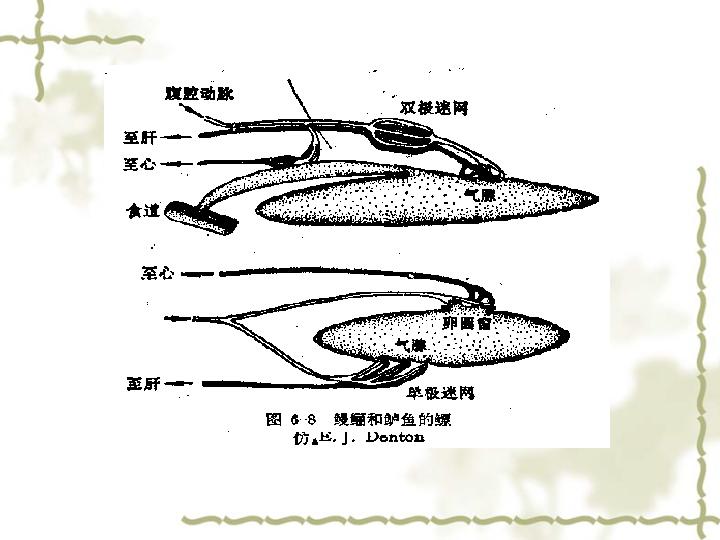 腹腔动脉
双极迷网
至肝
至心
食道
气腺
至心
卵圆窗
气腺
至肝
单极迷网
图 6-8 鳗鲡和鲈鱼的鳔
仿 E. J. Denton